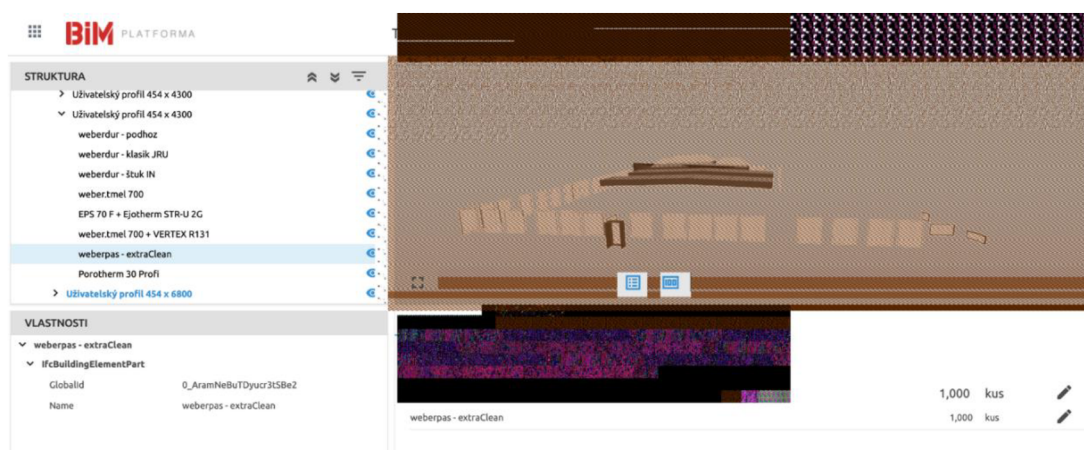 BiM PLATFORMA
STRUKTURA
Uživatelský profil 454 x 4300
Uživatelský profil 454 x 4300
weberdur - podhoz
weberdur - klasik JRU
weberdur - štuk IN
weber.tmel 700
EPS 70 F + Ejotherm STR-U 2G
weber.tmel 700 + VERTEX R131
weberpas - extraClean
Porotherm 30 Profi
Uživatelský profil 454 x 6800
VLASTNOSTI
weberpas - extraClean
IfcBuildingElementPart
GlobalId 0_AramNeBuTDyucr3tSBe2
Name weberpas - extraClean
1,000 kus
weberpas - extraClean 1,000 kus